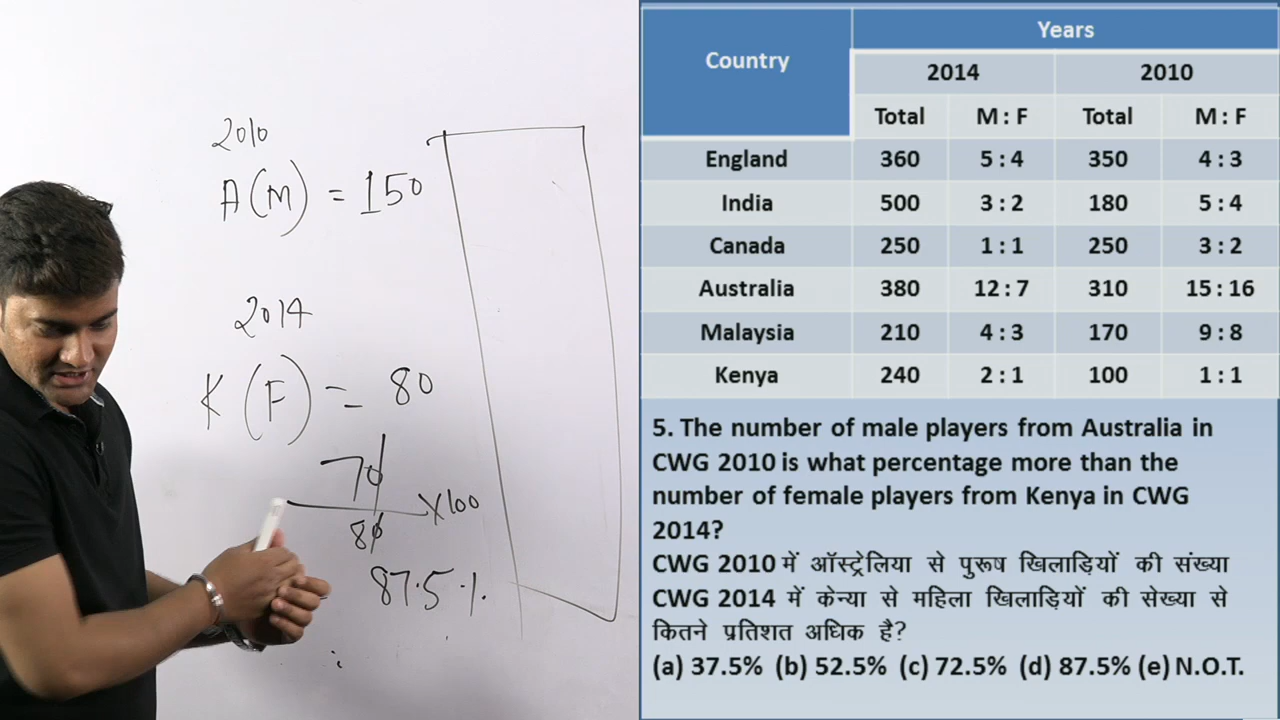 2010
A(M) = 150
2014
K(F) = 80
70
80 × 100
87.5%
Country Years
2014 2010
Total M : F Total M : F
England 360 5 : 4 350 4 : 3
India 500 3 : 2 180 5 : 4
Canada 250 1 : 1 250 3 : 2
Australia 380 12 : 7 310 15 : 16
Malaysia 210 4 : 3 170 9 : 8
Kenya 240 2 : 1 100 1 : 1
5. The number of male players from Australia in
CWG 2010 is what percentage more than the
number of female players from Kenya in CWG
2014?
CWG 2010 में ऑस्ट्रेलिया से पुरूष खिलाड़ियों की संख्या
CWG 2014 में केन्या से महिला खिलाड़ियों की सेख्या से
कितने प्रतिशत अधिक है?
(a) 37.5% (b) 52.5% (c) 72.5% (d) 87.5% (e) N.O.T.